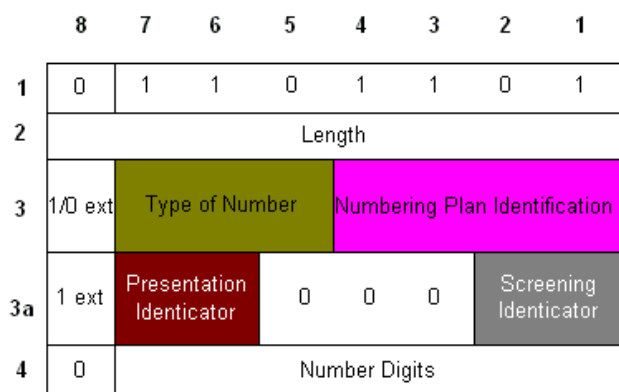 8 7 6 5 4 3 2 1
1 0 1 1 0 1 1 0 1
2 Length
3 1/0 ext Type of Number Numbering Plan Identification
3a 1 ext Presentation Identicator 0 0 0 Screening Identicator
4 0 Number Digits